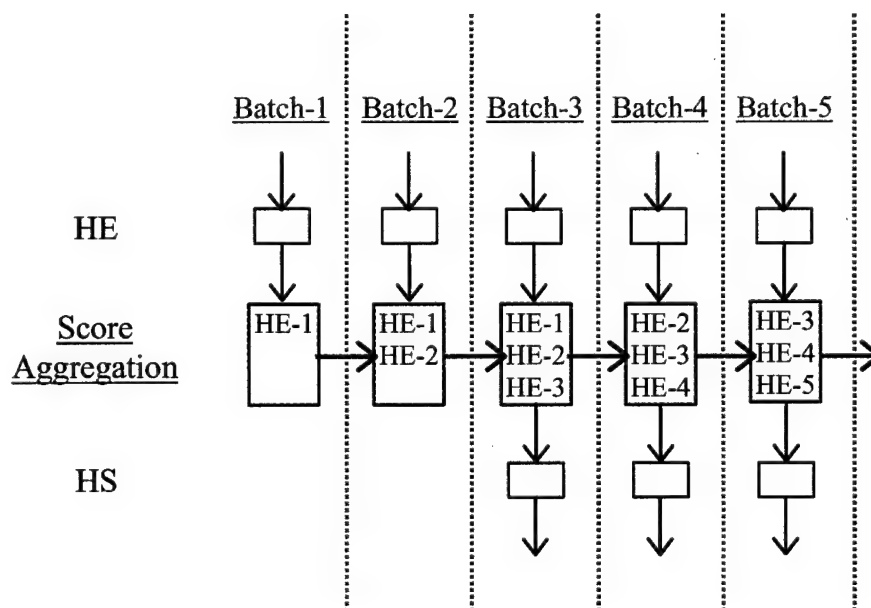 Batch-1 Batch-2 Batch-3 Batch-4 Batch-5
HE
Score
Aggregation
HE-1
HE-1
HE-2
HE-1
HE-2
HE-3
HE-2
HE-3
HE-4
HE-3
HE-4
HE-5
HS